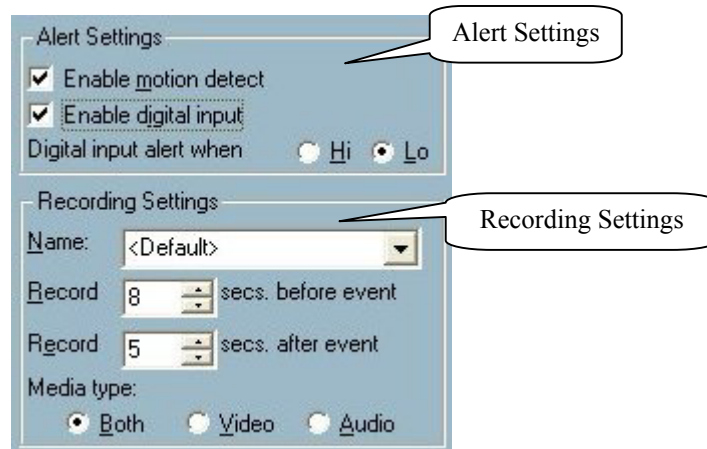 Alert Settings
Alert Settings
Enable motion detect
Enable digital input
Digital input alert when Hi Lo
Recording Settings
Recording Settings
Name: <Default>
Record 8 secs. before event
Record 5 secs. after event
Media type:
Both Video Audio